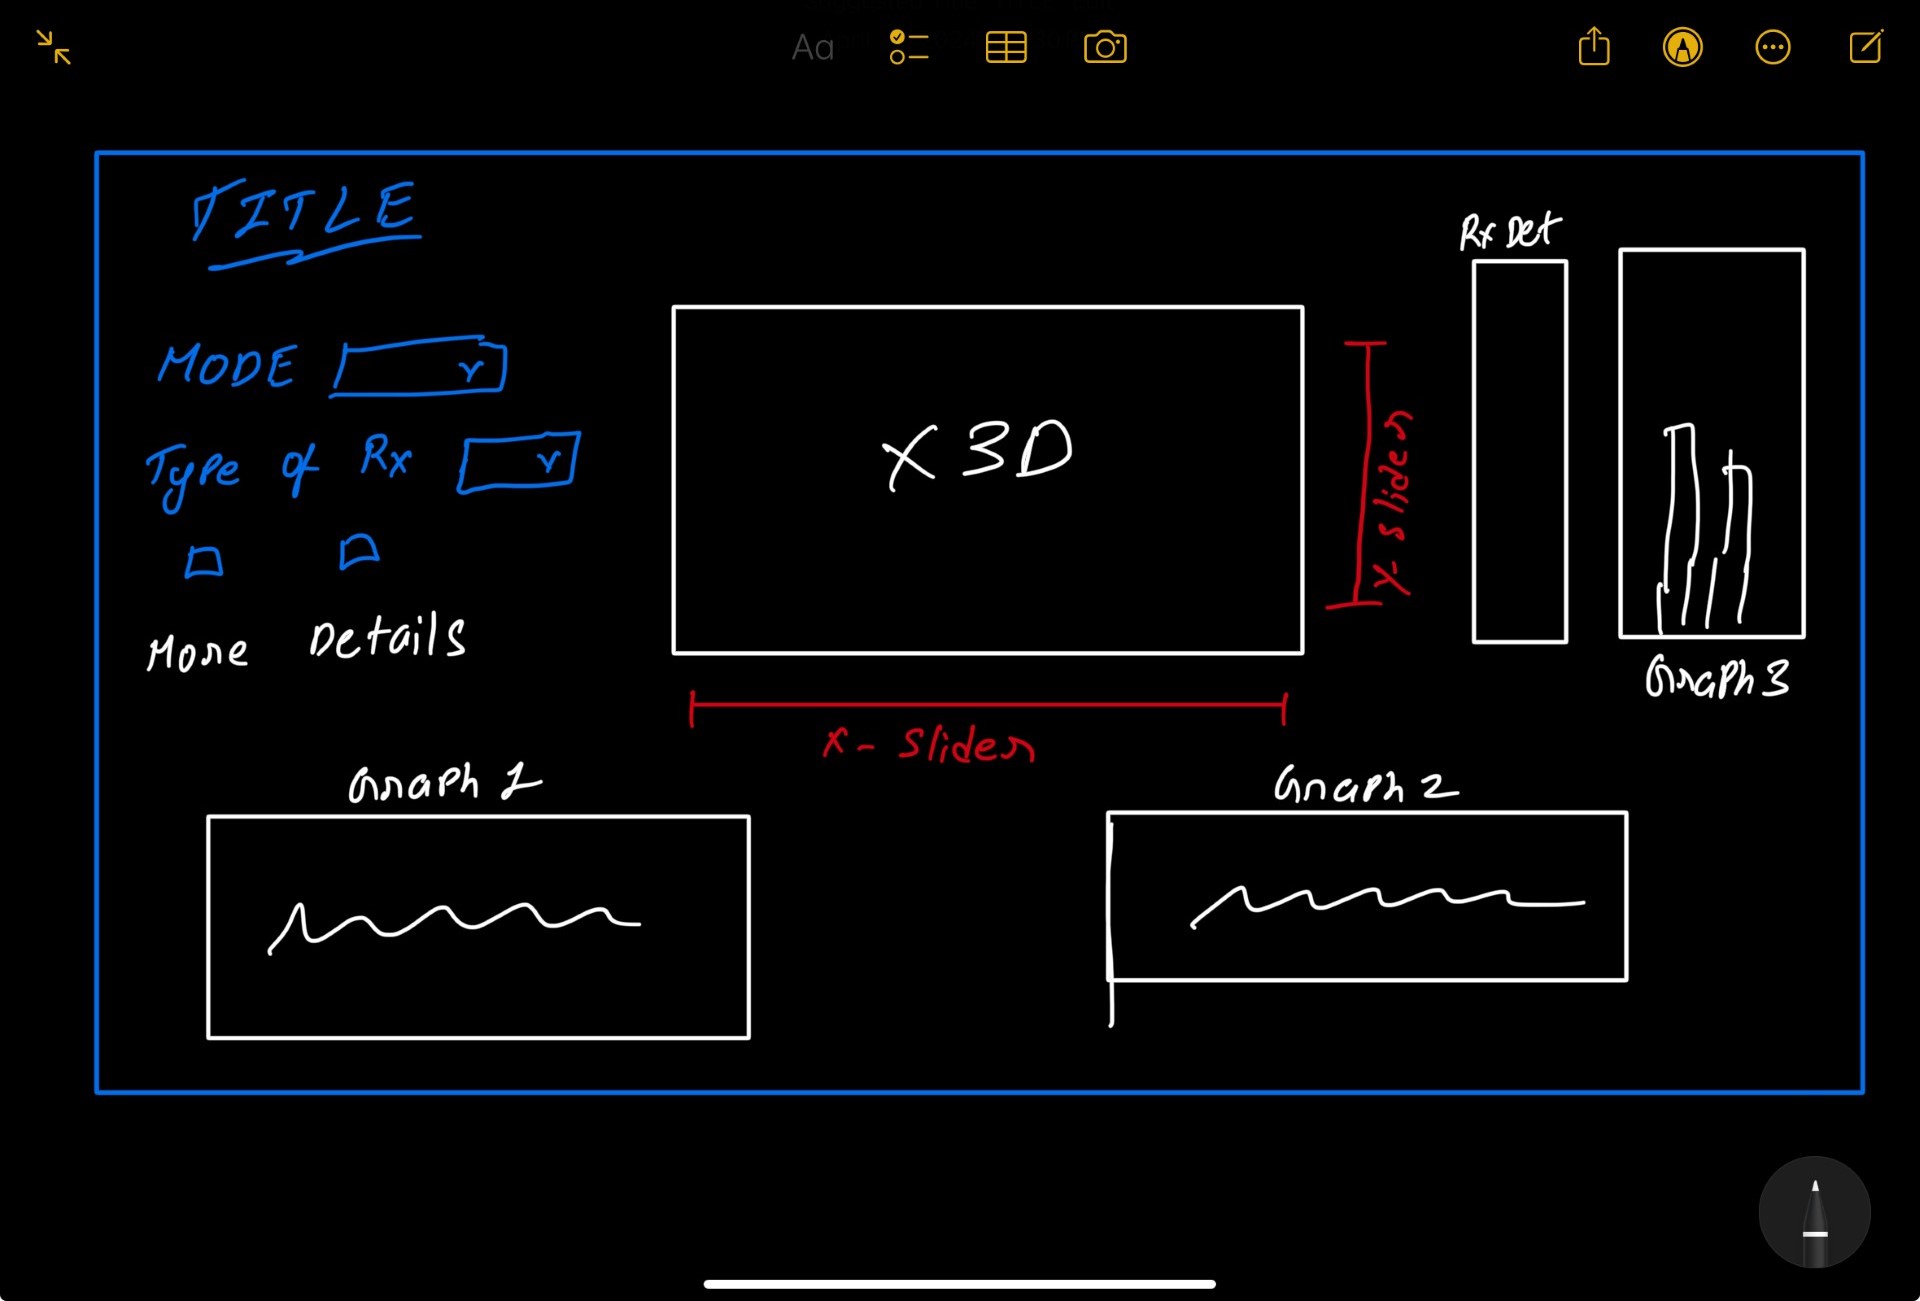 Aa
TITLE
Rx Det
MODE
Type of Rx
X3D
Y-slider
More Details
Graph 3
X-Slider
Graph 1
Graph 2